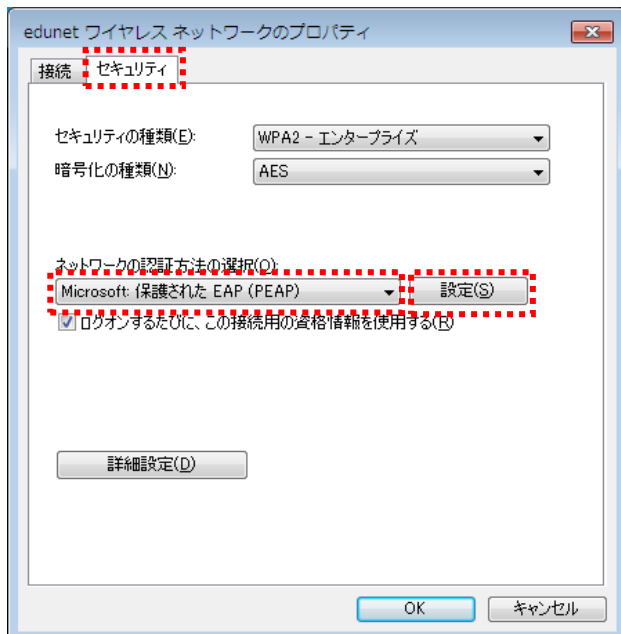 edunet ワイヤレス ネットワークのプロパティ
接続 セキュリティ
セキュリティの種類(E): WPA2 - エンタープライズ
暗号化の種類(N): AES
ネットワークの認証方法の選択(O):
Microsoft: 保護された EAP (PEAP) 設定(S)
ログオンするたびに、この接続用の資格情報を使用する(R)
詳細設定(D)
OK キャンセル